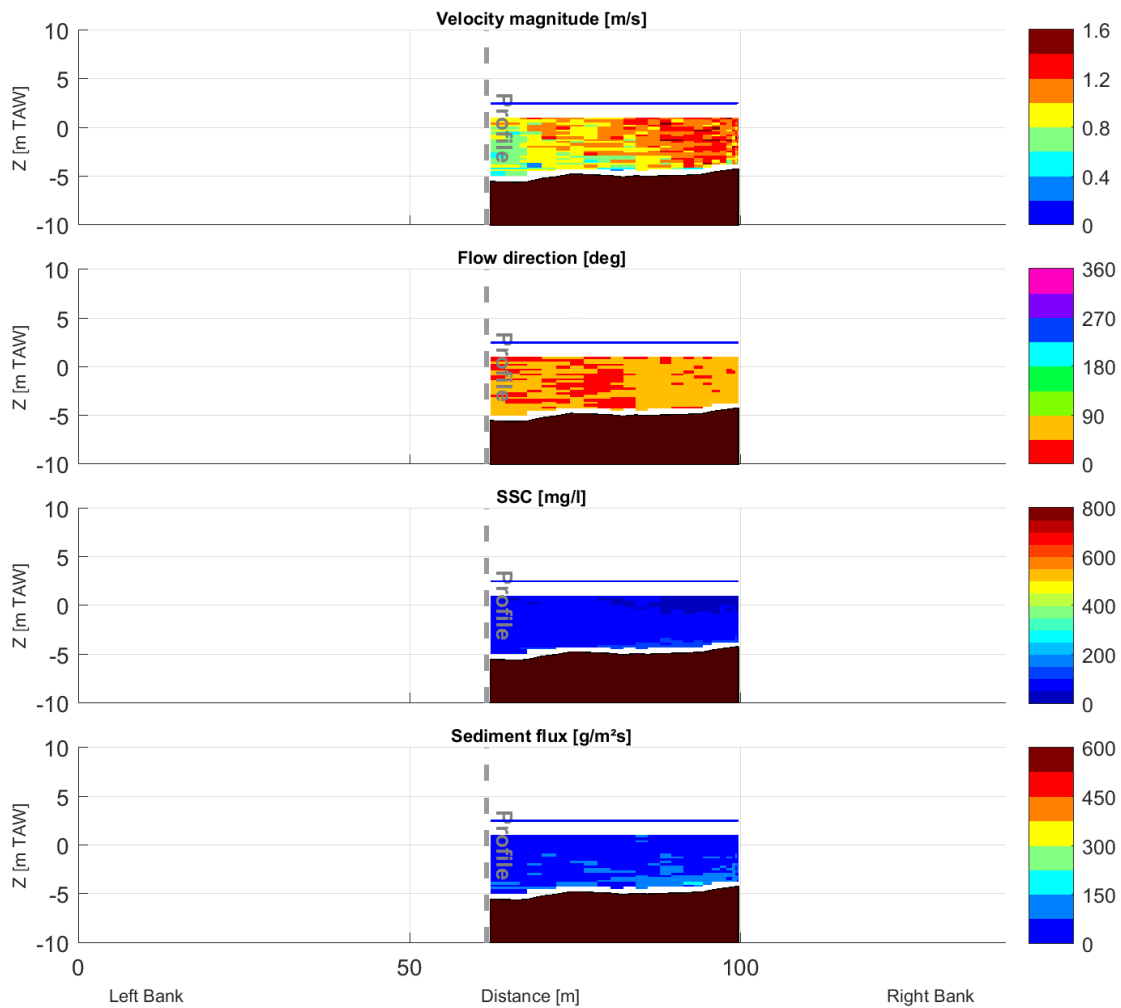 Velocity magnitude [m/s]
10
5
0
-5
-10
Z [m TAW]
Profile
1.6
1.2
0.8
0.4
0
Flow direction [deg]
10
5
0
-5
-10
Z [m TAW]
Profile
360
270
180
90
0
SSC [mg/l]
10
5
0
-5
-10
Z [m TAW]
Profile
800
600
400
200
0
Sediment flux [g/m²s]
10
5
0
-5
-10
Z [m TAW]
Profile
600
450
300
150
0
0 50 100
Left Bank Distance [m] Right Bank